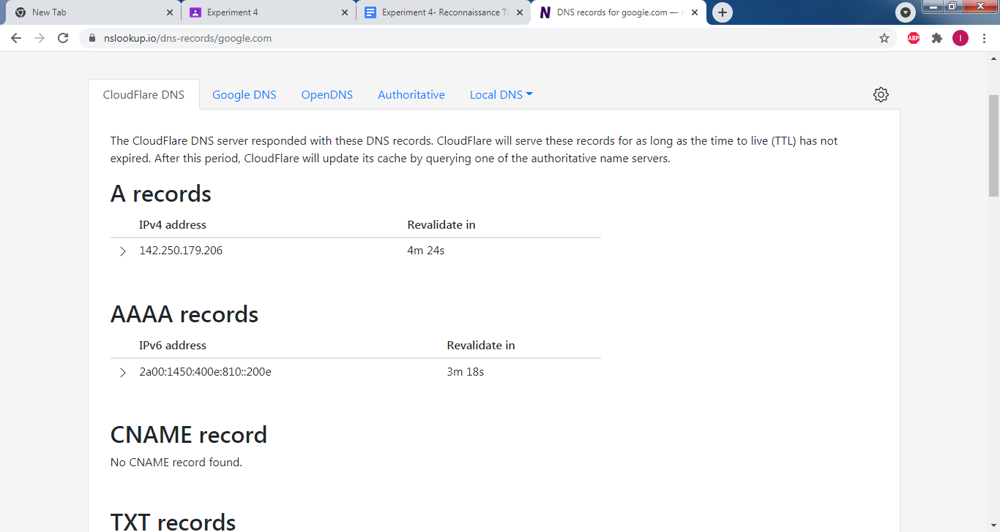 New Tab
Experiment 4
Experiment 4- Reconnaissance To
DNS records for google.com —
nslookup.io/dns-records/google.com
ABP
I
CloudFlare DNS
Google DNS
OpenDNS
Authoritative
Local DNS
The CloudFlare DNS server responded with these DNS records. CloudFlare will serve these records for as long as the time to live (TTL) has not
expired. After this period, CloudFlare will update its cache by querying one of the authoritative name servers.
A records
IPv4 address Revalidate in
142.250.179.206 4m 24s
AAAA records
IPv6 address Revalidate in
2a00:1450:400e:810::200e 3m 18s
CNAME record
No CNAME record found.
TXT records